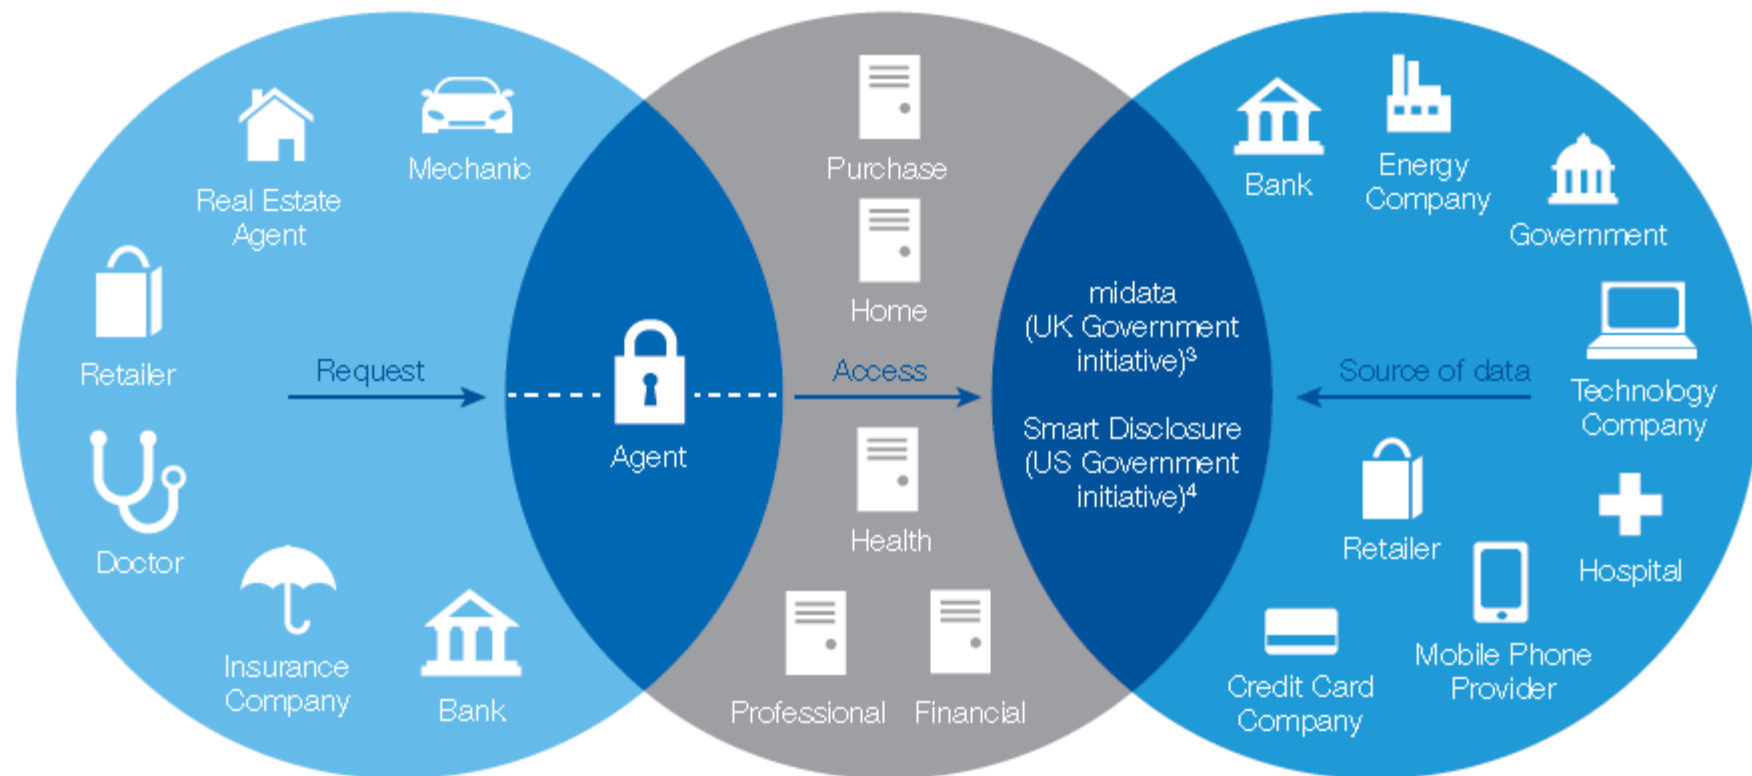 Mechanic
Real Estate
Agent
Retailer
Request
Doctor
Insurance
Company
Bank
Agent
Purchase
Home
Access
Health
Professional
Financial
midata
(UK Government
initiative)³
Smart Disclosure
(US Government
initiative)⁴
Bank
Energy
Company
Government
Source of data
Technology
Company
Retailer
Hospital
Mobile Phone
Provider
Credit Card
Company